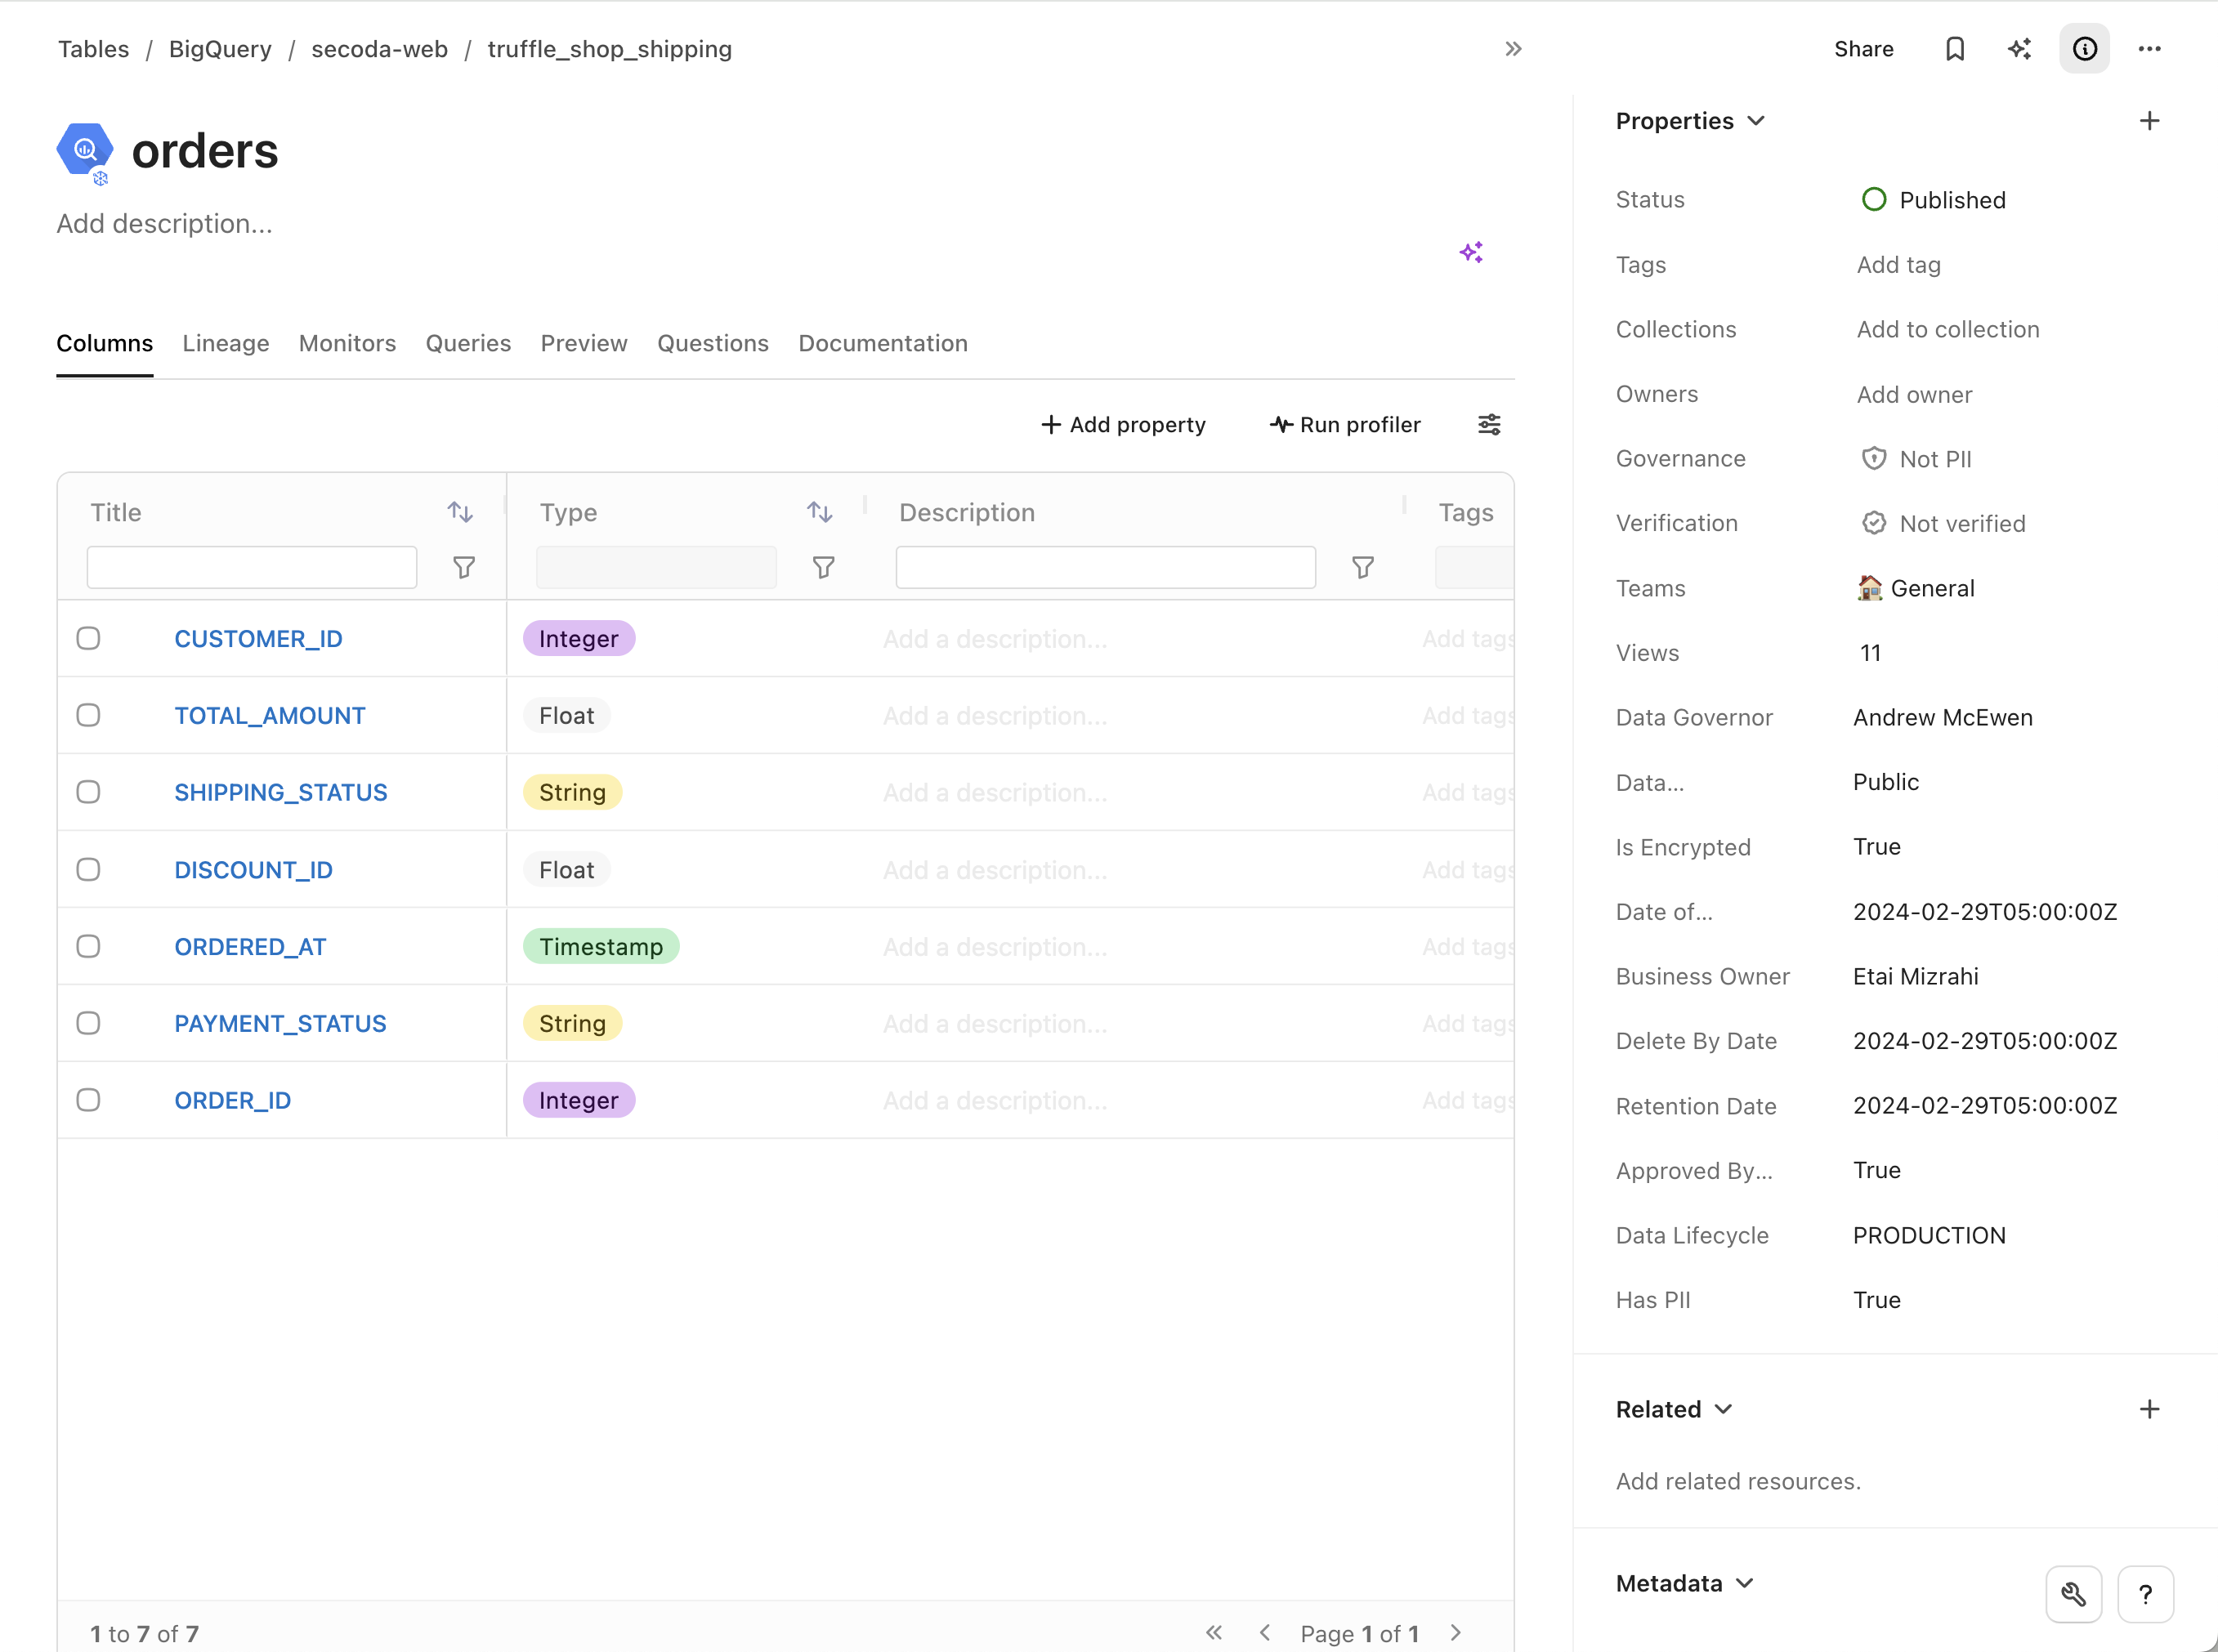 Tables / BigQuery / secoda-web / truffle_shop_shipping
Share
orders
Add description...
Columns Lineage Monitors Queries Preview Questions Documentation
Add property Run profiler
Title Type Description Tags
CUSTOMER_ID Integer Add a description... Add tags
TOTAL_AMOUNT Float Add a description... Add tags
SHIPPING_STATUS String Add a description... Add tags
DISCOUNT_ID Float Add a description... Add tags
ORDERED_AT Timestamp Add a description... Add tags
PAYMENT_STATUS String Add a description... Add tags
ORDER_ID Integer Add a description... Add tags
1 to 7 of 7 Page 1 of 1
Properties
Status Published
Tags Add tag
Collections Add to collection
Owners Add owner
Governance Not PII
Verification Not verified
Teams General
Views 11
Data Governor Andrew McEwen
Data... Public
Is Encrypted True
Date of... 2024-02-29T05:00:00Z
Business Owner Etai Mizrahi
Delete By Date 2024-02-29T05:00:00Z
Retention Date 2024-02-29T05:00:00Z
Approved By... True
Data Lifecycle PRODUCTION
Has PII True
Related
Add related resources.
Metadata
?